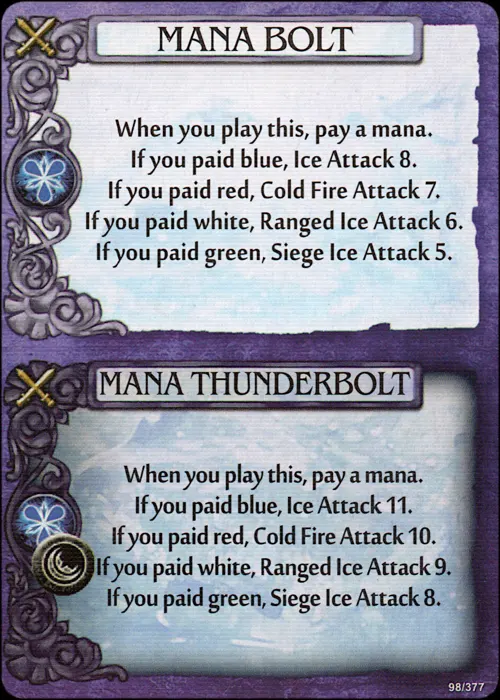 MANA BOLT
When you play this, pay a mana.
If you paid blue, Ice Attack 8.
If you paid red, Cold Fire Attack 7.
If you paid white, Ranged Ice Attack 6.
If you paid green, Siege Ice Attack 5.
MANA THUNDERBOLT
When you play this, pay a mana.
If you paid blue, Ice Attack 11.
If you paid red, Cold Fire Attack 10.
If you paid white, Ranged Ice Attack 9.
If you paid green, Siege Ice Attack 8.
98/377